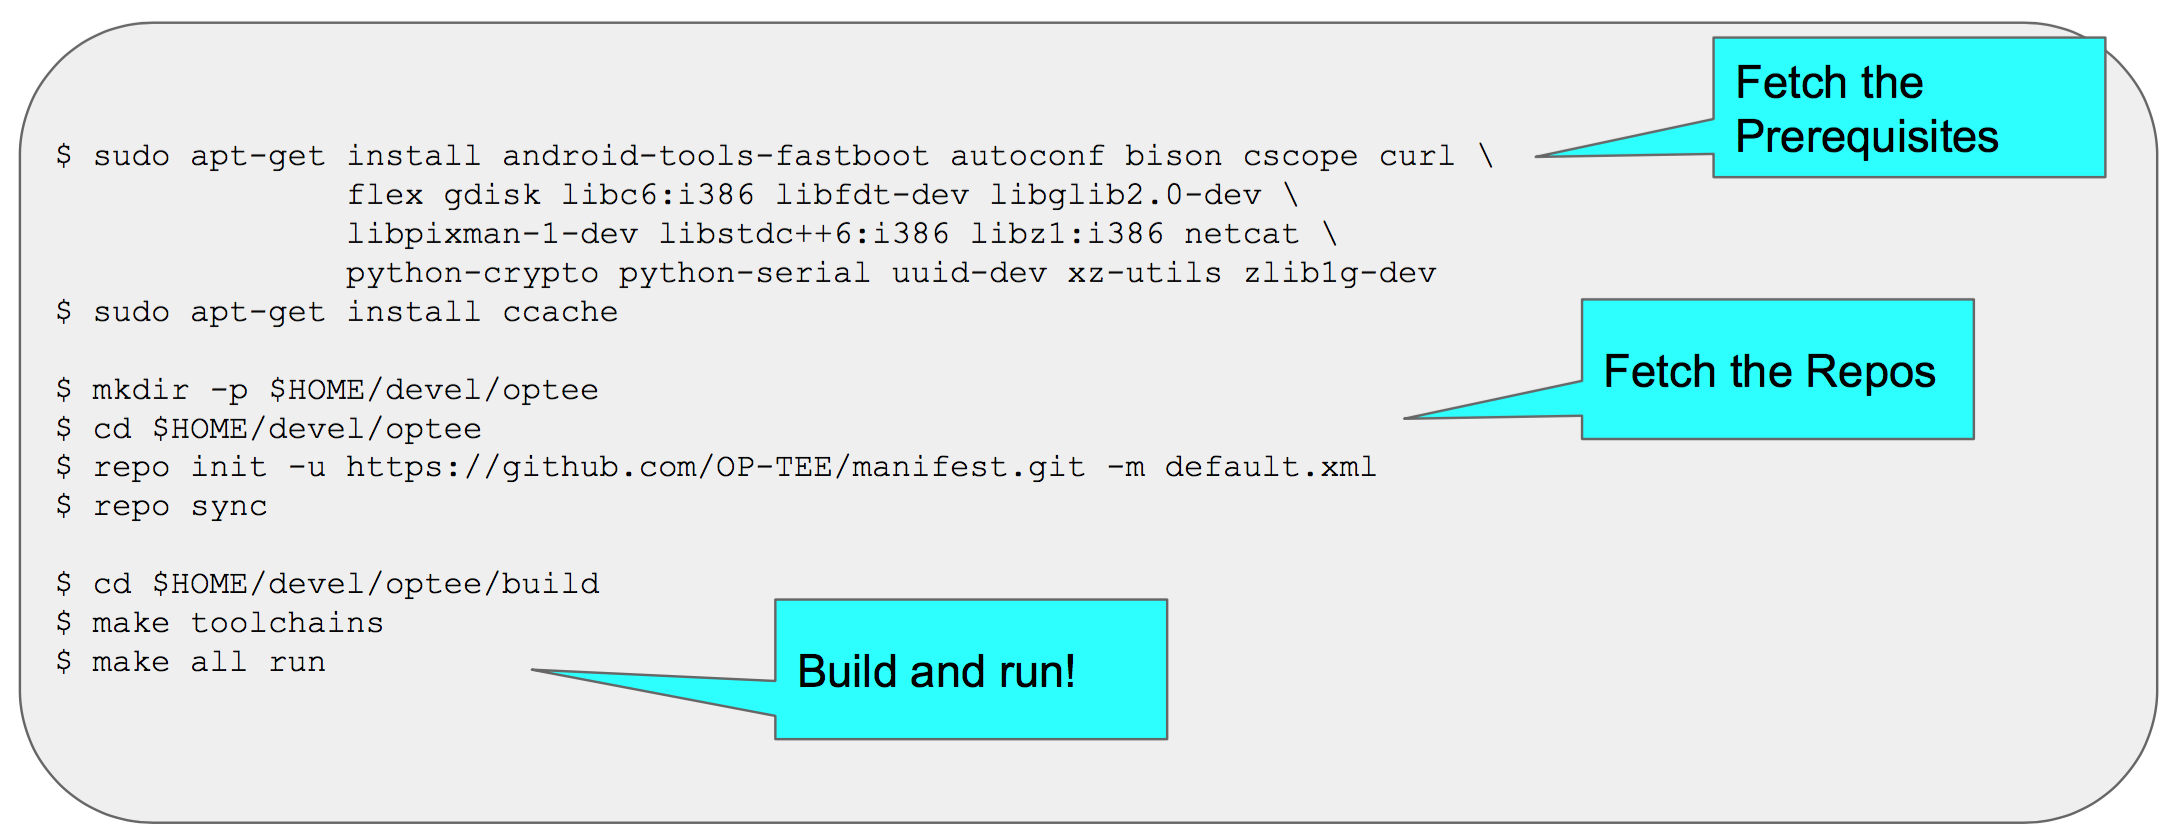 Fetch the
Prerequisites
$ sudo apt-get install android-tools-fastboot autoconf bison cscope curl \
flex gdisk libc6:i386 libfdt-dev libglib2.0-dev \
libpixman-1-dev libstdc++6:i386 libz1:i386 netcat \
python-crypto python-serial uuid-dev xz-utils zlib1g-dev
$ sudo apt-get install ccache
Fetch the Repos
$ mkdir -p $HOME/devel/optee
$ cd $HOME/devel/optee
$ repo init -u https://github.com/OP-TEE/manifest.git -m default.xml
$ repo sync
$ cd $HOME/devel/optee/build
$ make toolchains
$ make all run
Build and run!